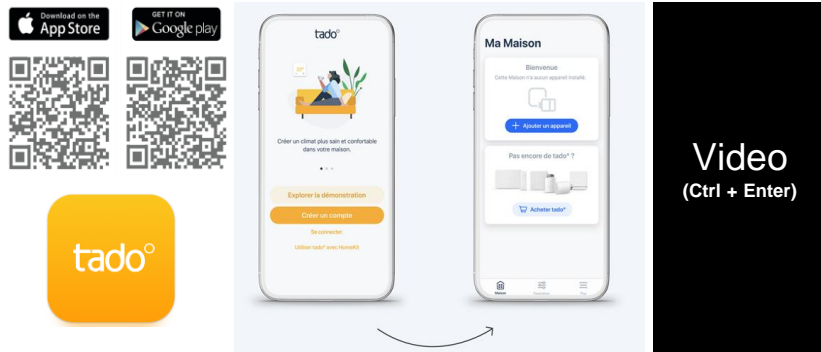 Download on the
App Store
GET IT ON
Google play
tado°
tado°
22°
Créer un climat plus sain et confortable
dans votre maison.
Explorer la démonstration
Créer un compte
Se connecter
Utiliser tado° avec HomeKit
Ma Maison
Bienvenue
Cette Maison n'a aucun appareil installé.
+ Ajouter un appareil
Pas encore de tado° ?
Acheter tado°
Maison
Plus
Video
(Ctrl + Enter)